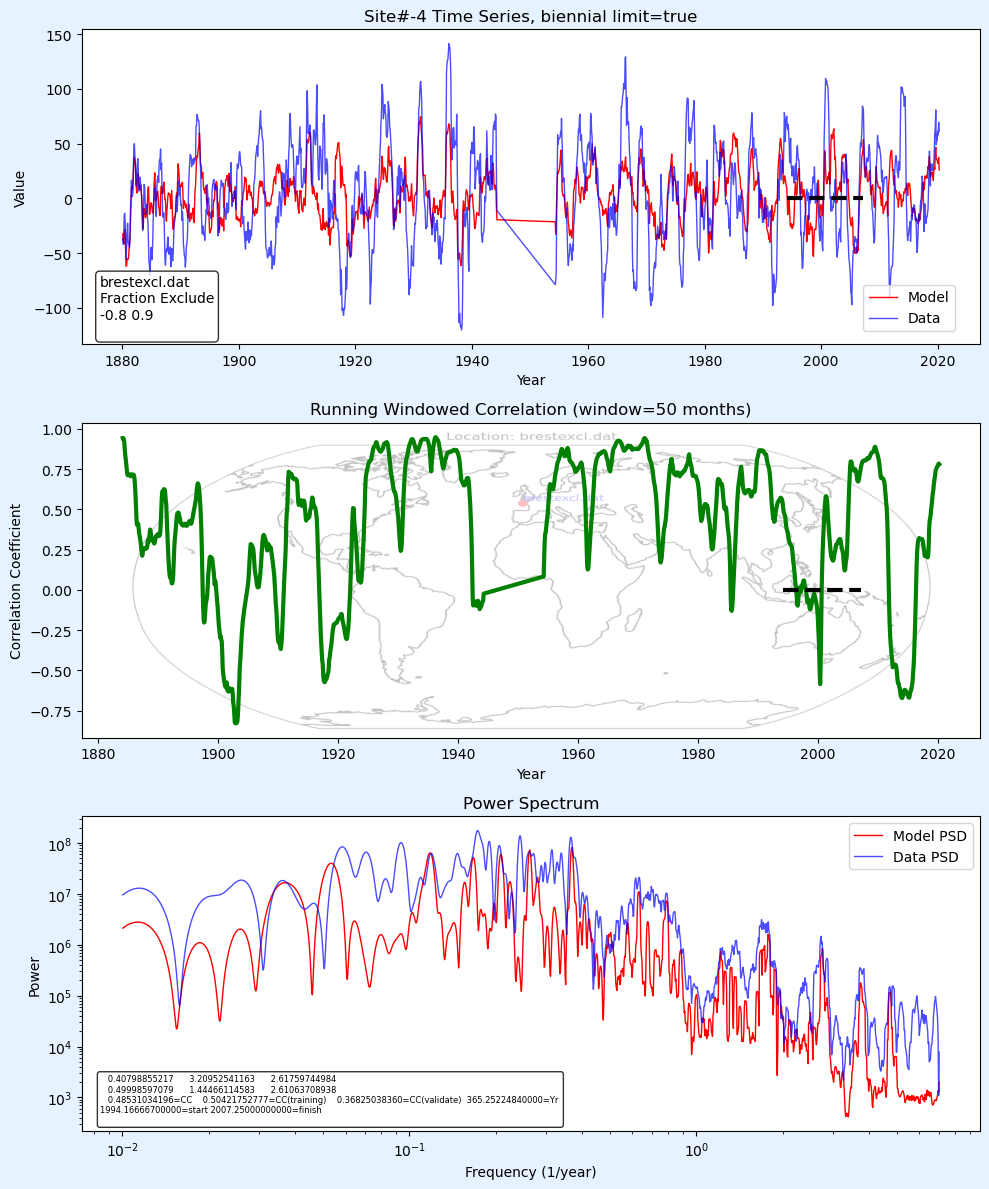 Site#-4 Time Series, biennial limit=true
150
100
50
0
−50
−100
Value
brestexcl.dat
Fraction Exclude
-0.8 0.9
Model
Data
1880
1900
1920
1940
1960
1980
2000
2020
Year
Running Windowed Correlation (window=50 months)
1.00
0.75
0.50
0.25
0.00
−0.25
−0.50
−0.75
Correlation Coefficient
Location: brestexcl.dat
brestexcl.dat
1880
1900
1920
1940
1960
1980
2000
2020
Year
Power Spectrum
10⁸
10⁷
10⁶
10⁵
10⁴
10³
Power
Model PSD
Data PSD
0.40798855217 3.20952541163 2.61759744984
0.49998597079 1.44466114583 2.61063708938
0.48531034196=CC 0.50421752777=CC(training) 0.36825038360=CC(validate) 365.25224840000=Yr
1994.16666700000=start 2007.25000000000=finish
10⁻²
10⁻¹
10⁰
Frequency (1/year)